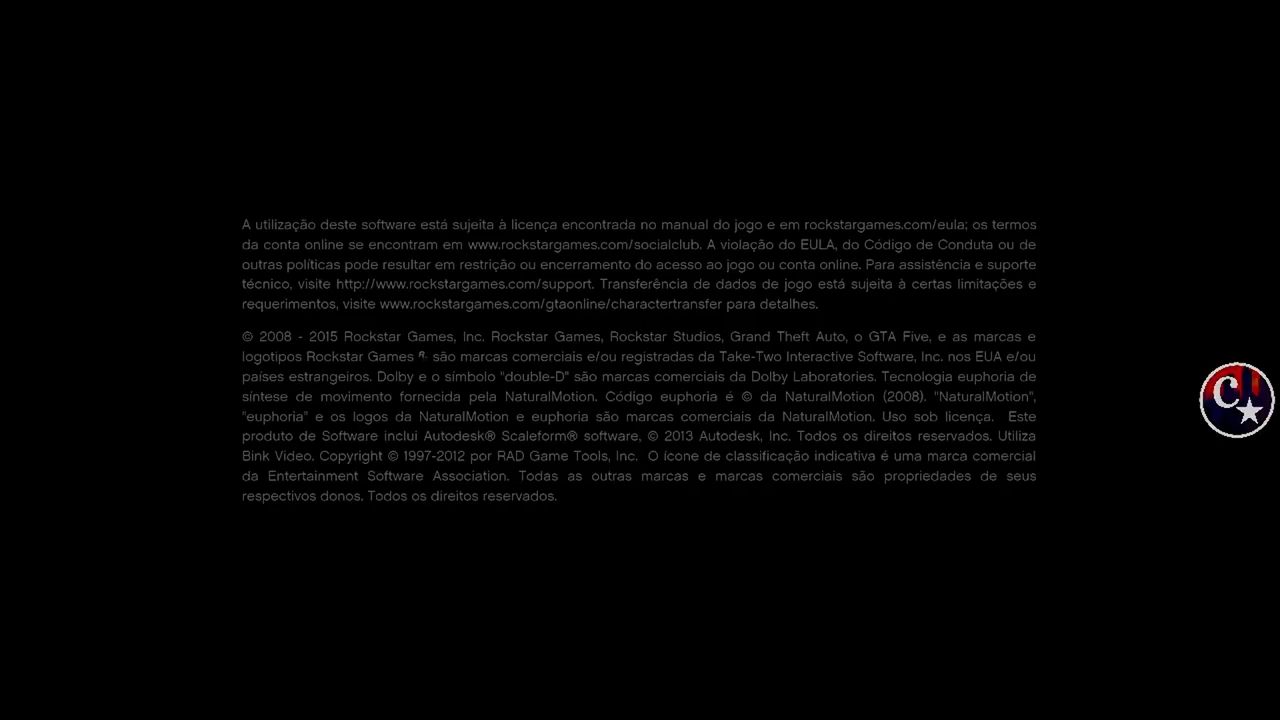 A utilização deste software está sujeita à licença encontrada no manual do jogo e em rockstargames.com/eula; os termos
da conta online se encontram em www.rockstargames.com/socialclub. A violação do EULA, do Código de Conduta ou de
outras políticas pode resultar em restrição ou encerramento do acesso ao jogo ou conta online. Para assistência e suporte
técnico, visite http://www.rockstargames.com/support. Transferência de dados de jogo está sujeita à certas limitações e
requerimentos, visite www.rockstargames.com/gtaonline/charactertransfer para detalhes.
© 2008 - 2015 Rockstar Games, Inc. Rockstar Games, Rockstar Studios, Grand Theft Auto, o GTA Five, e as marcas e
logotipos Rockstar Games R* são marcas comerciais e/ou registradas da Take-Two Interactive Software, Inc. nos EUA e/ou
países estrangeiros. Dolby e o símbolo "double-D" são marcas comerciais da Dolby Laboratories. Tecnologia euphoria de
síntese de movimento fornecida pela NaturalMotion. Código euphoria é © da NaturalMotion (2008). "NaturalMotion",
"euphoria" e os logos da NaturalMotion e euphoria são marcas comerciais da NaturalMotion. Uso sob licença. Este
produto de Software inclui Autodesk® Scaleform® software, © 2013 Autodesk, Inc. Todos os direitos reservados. Utiliza
Bink Video. Copyright © 1997-2012 por RAD Game Tools, Inc. O ícone de classificação indicativa é uma marca comercial
da Entertainment Software Association. Todas as outras marcas e marcas comerciais são propriedades de seus
respectivos donos. Todos os direitos reservados.
C